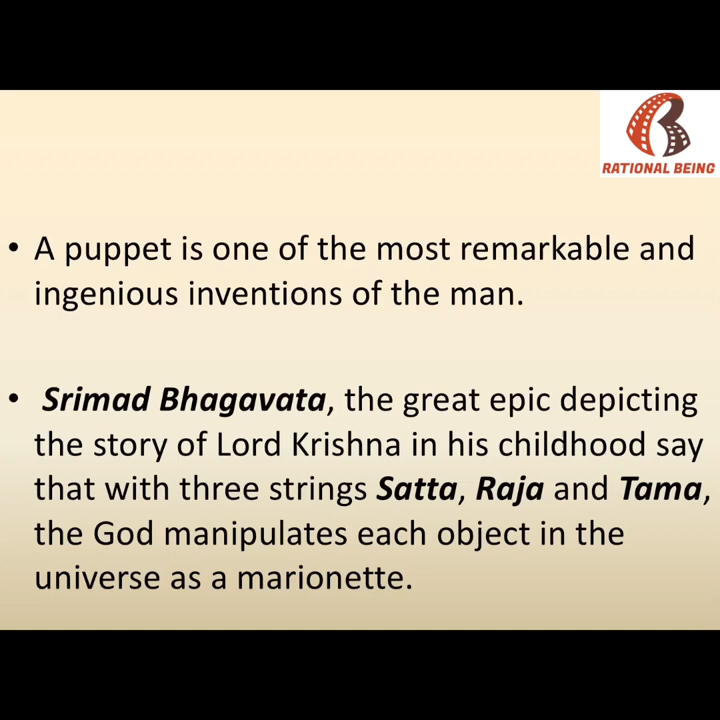 RATIONAL BEING
• A puppet is one of the most remarkable and
ingenious inventions of the man.
• Srimad Bhagavata, the great epic depicting
the story of Lord Krishna in his childhood say
that with three strings Satta, Raja and Tama,
the God manipulates each object in the
universe as a marionette.